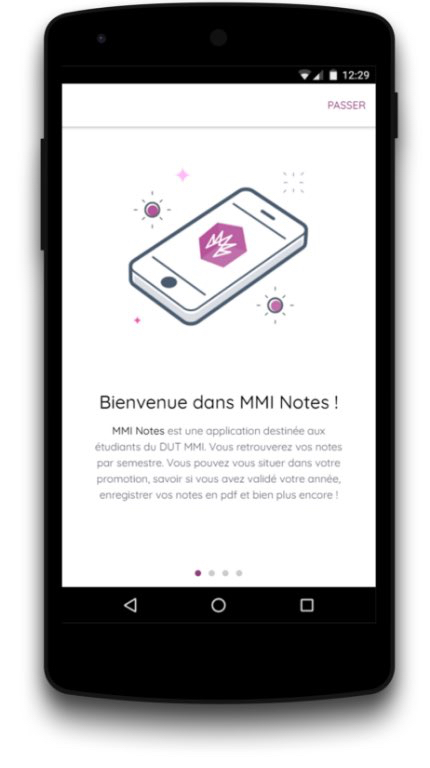 12:29
PASSER
Bienvenue dans MMI Notes !
MMI Notes est une application destinée aux
étudiants du DUT MMI. Vous retrouverez vos notes
par semestre. Vous pouvez vous situer dans votre
promotion, savoir si vous avez validé votre année,
enregistrer vos notes en pdf et bien plus encore !